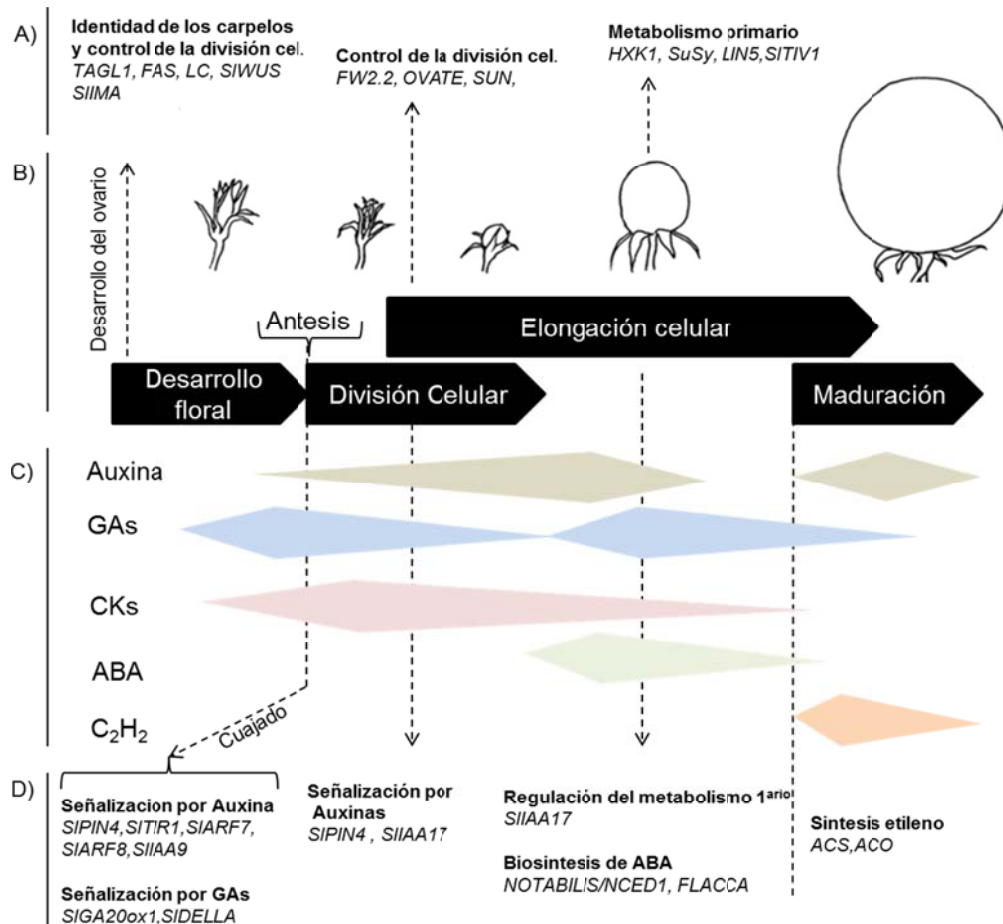 A)
Identidad de los carpelos
y control de la división cel.
TAGL1, FAS, LC, SlWUS
SlIMA
Control de la división cel.
FW2.2, OVATE, SUN,
Metabolismo primario
HXK1, SuSy, LIN5,SlTIV1
B)
Desarrollo del ovario
Antesis
Elongación celular
Desarrollo
floral
División Celular
Maduración
C)
Auxina
GAs
CKs
ABA
C2H2
Cuajado
D)
Señalizacion por Auxina
SlPIN4,SlTIR1,SlARF7,
SlARF8,SlIAA9
Señalización por GAs
SlGA20ox1,SlDELLA
Señalización por
Auxinas
SlPIN4 , SlIAA17
Regulación del metabolismo 1ario
SlIAA17
Biosintesis de ABA
NOTABILIS/NCED1, FLACCA
Sintesis etileno
ACS,ACO